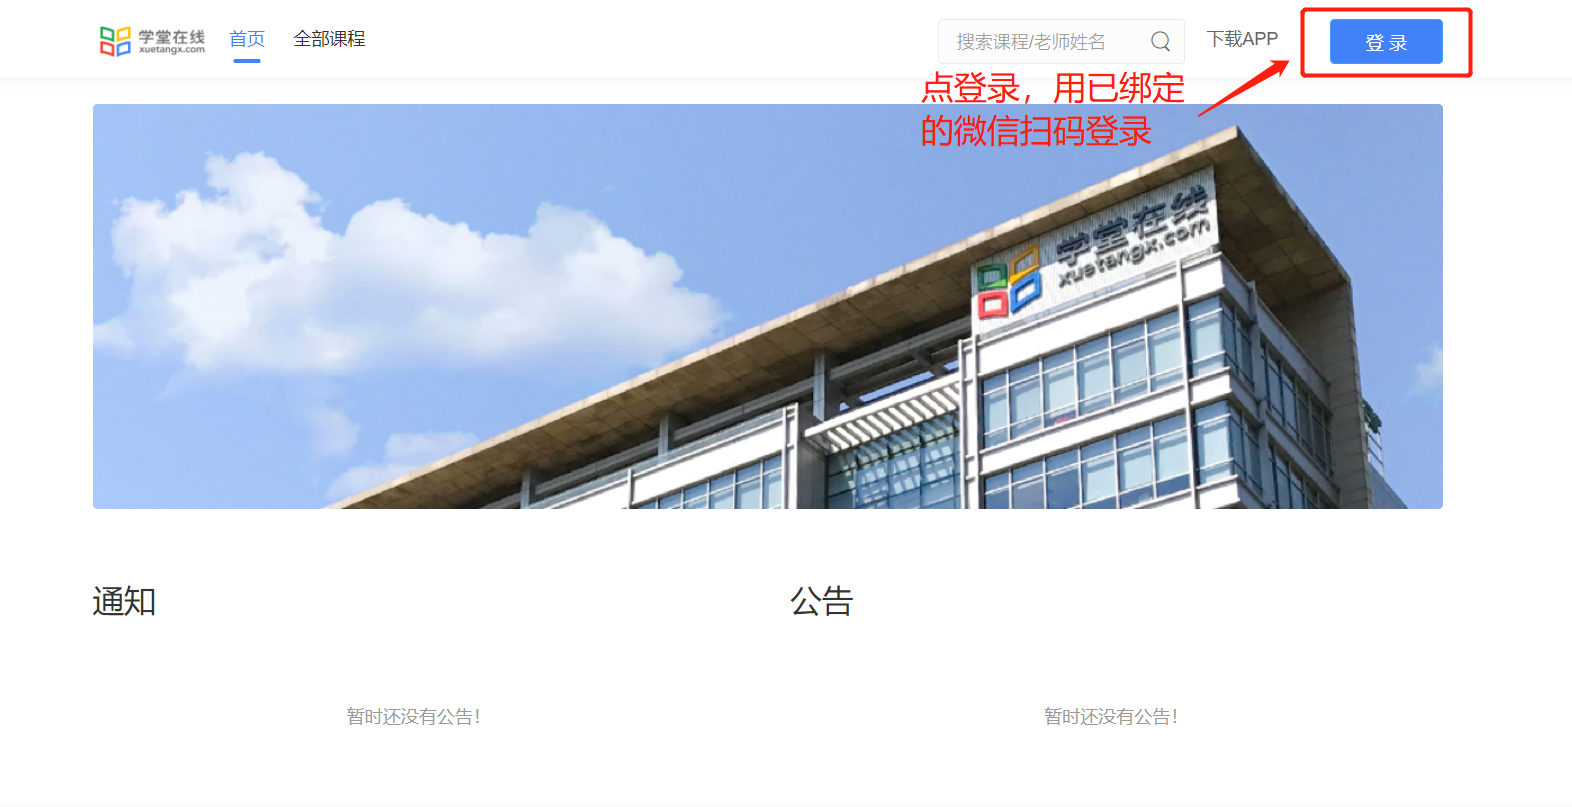 学堂在线
xuetangx.com
首页
全部课程
搜索课程/老师姓名
下载APP
登 录
点登录，用已绑定
的微信扫码登录
学堂在线
xuetangx.com
通知
公告
暂时还没有公告！
暂时还没有公告！